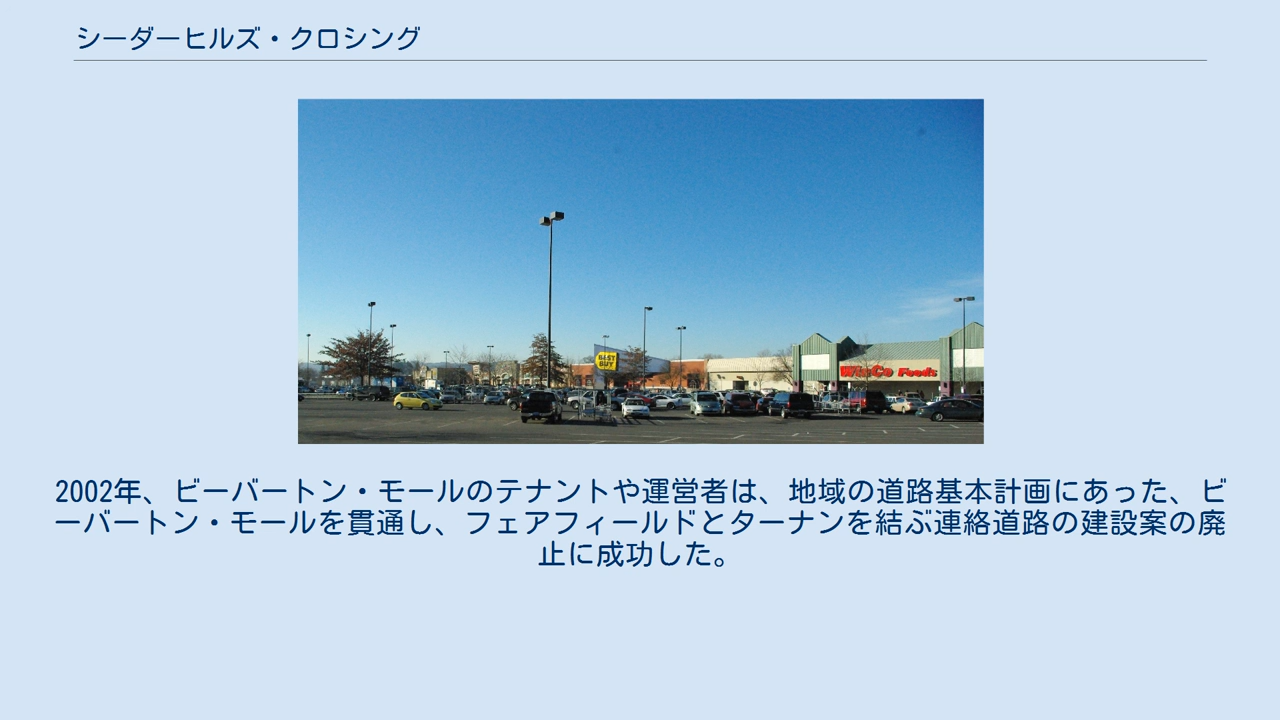 シーダーヒルズ・クロシング
BEST
BUY
WinCo Foods
2002年、ビーバートン・モールのテナントや運営者は、地域の道路基本計画にあった、ビ
ーバートン・モールを貫通し、フェアフィールドとターナンを結ぶ連絡道路の建設案の廃
止に成功した。